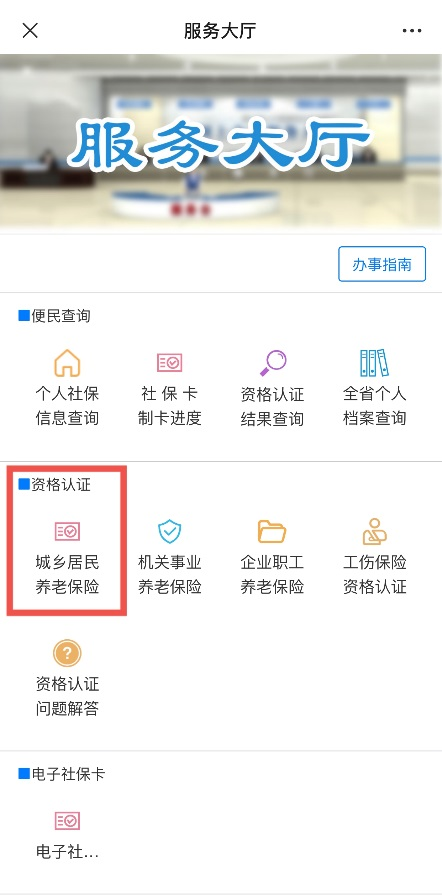 服务大厅
服务大厅
办事指南
便民查询
个人社保 社保卡 资格认证 全省个人
信息查询 制卡进度 结果查询 档案查询
资格认证
城乡居民 机关事业 企业职工 工伤保险
养老保险 养老保险 养老保险 资格认证
?
资格认证
问题解答
电子社保卡
电子社...